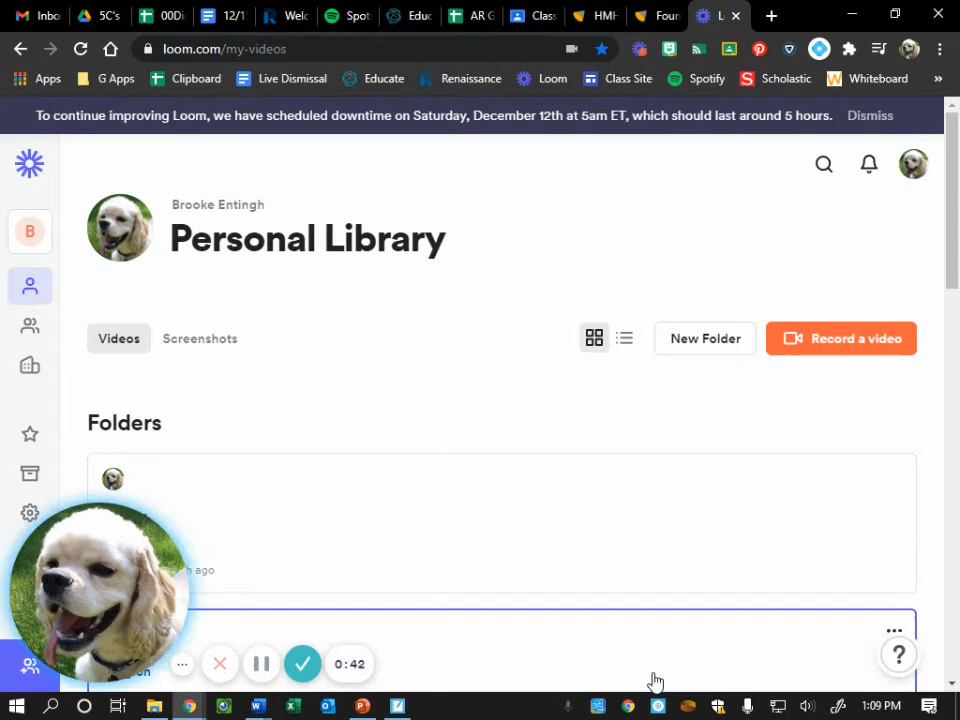 Inbo
5C's
00Di
12/1
Welc
Spot
Educ
AR G
Class
HMH
Foun
L
loom.com/my-videos
Apps
G Apps
Clipboard
Live Dismissal
Educate
Renaissance
Loom
Class Site
Spotify
Scholastic
Whiteboard
»
To continue improving Loom, we have scheduled downtime on Saturday, December 12th at 5am ET, which should last around 5 hours. Dismiss
B
Brooke Entingh
Personal Library
Videos
Screenshots
New Folder
Record a video
Folders
h ago
on
0:42
?
1:09 PM